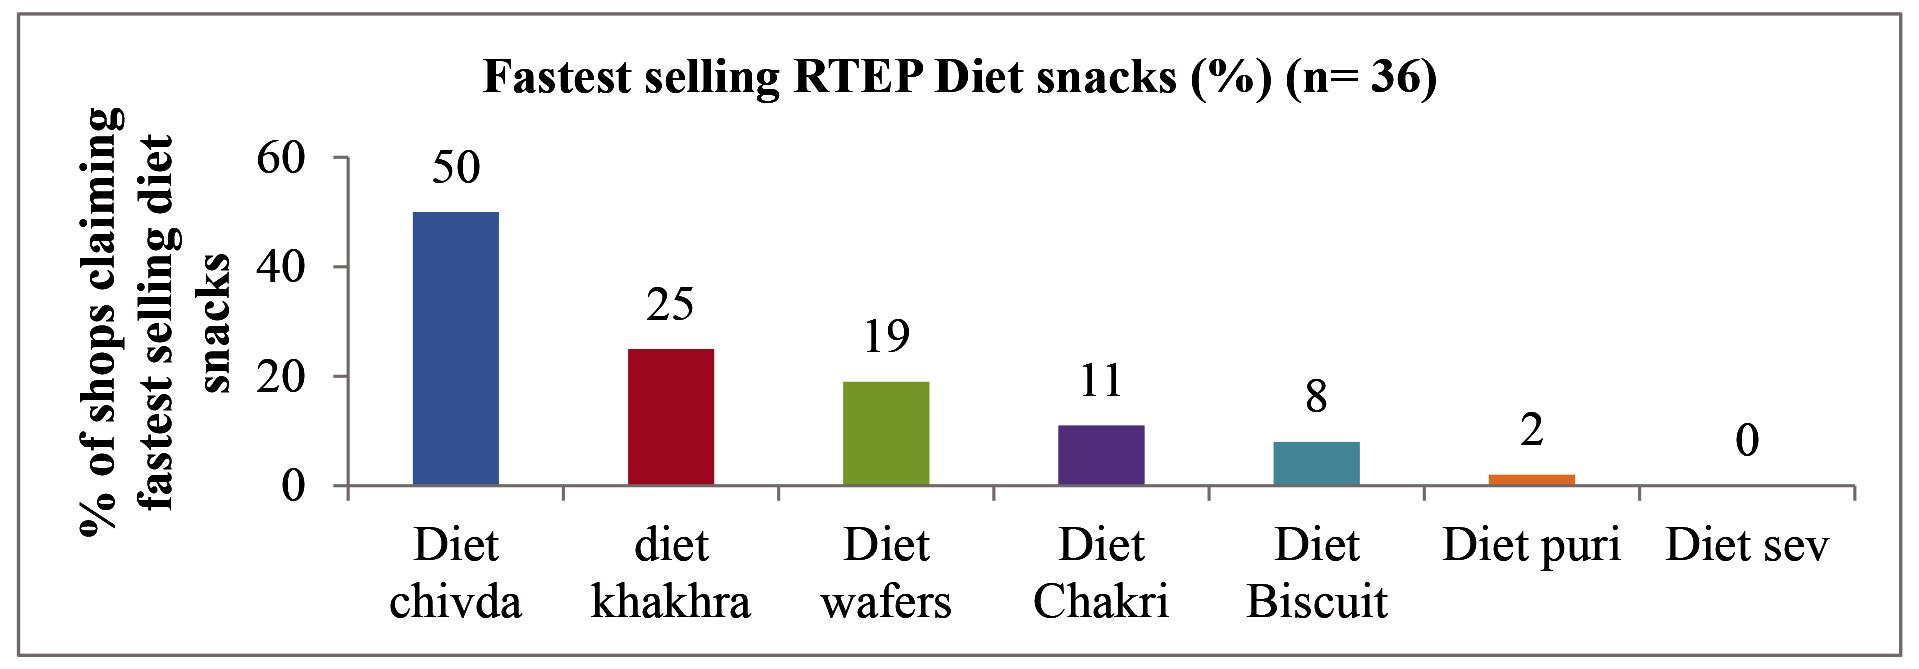 Fastest selling RTEP Diet snacks (%) (n= 36)
% of shops claiming
fastest selling diet
snacks
60
40
20
0
50
25
19
11
8
2
0
Diet
chivda
diet
khakhra
Diet
wafers
Diet
Chakri
Diet
Biscuit
Diet puri
Diet sev